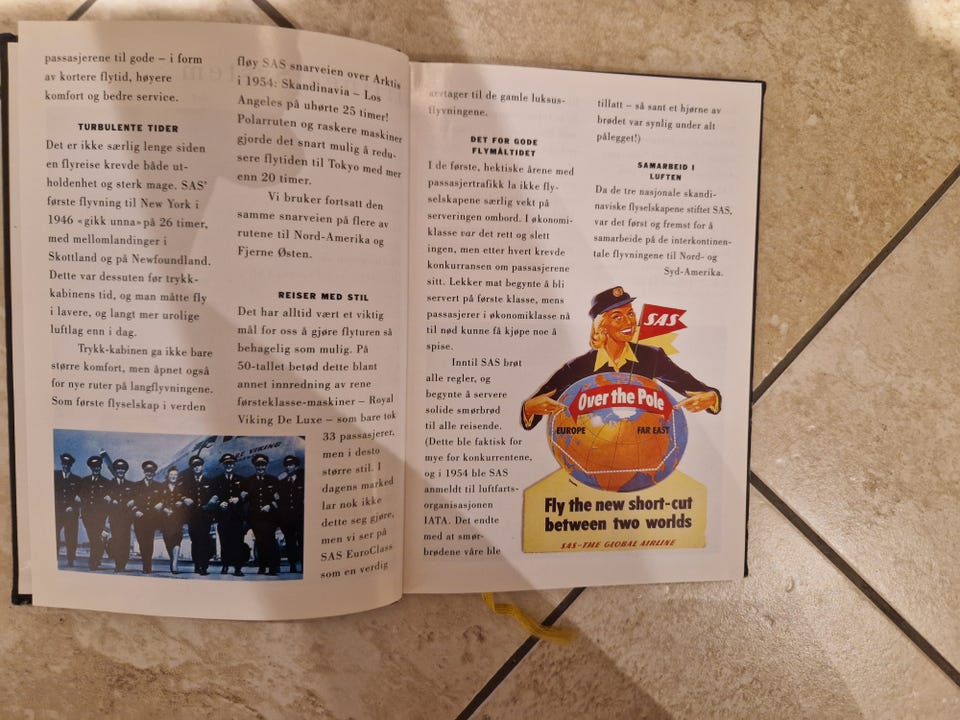 passasjerene til gode – i form
av kortere flytid, høyere
komfort og bedre service.
TURBULENTE TIDER
Det er ikke særlig lenge siden
en flyreise krevde både ut-
holdenhet og sterk mage. SAS'
første flyvning til New York i
1946 «gikk unna» på 26 timer,
med mellomlandinger i
Skottland og på Newfoundland.
Dette var dessuten før trykk-
kabinens tid, og man måtte fly
i lavere, og langt mer urolige
luftlag enn i dag.
Trykk-kabinen ga ikke bare
større komfort, men åpnet også
for nye ruter på langflyvningene.
Som første flyselskap i verden
fløy SAS snarveien over Arktis
i 1954: Skandinavia – Los
Angeles på uhørte 25 timer!
Polarruten og raskere maskiner
gjorde det snart mulig å redu-
sere flytiden til Tokyo med mer
enn 20 timer.
Vi bruker fortsatt den
samme snarveien på flere av
rutene til Nord-Amerika og
Fjerne Østen.
REISER MED STIL
Det har alltid vært et viktig
mål for oss å gjøre flyturen så
behagelig som mulig. På
50-tallet betød dette blant
annet innredning av rene
førsteklasse-maskiner – Royal
Viking De Luxe – som bare tok
33 passasjerer,
men i desto
større stil. I
dagens marked
lar nok ikke
dette seg gjøre,
men vi ser på
SAS EuroClass
som en verdig
VIKING
arvtager til de gamle luksus-
flyvningene.
DET FOR GODE
FLYMÅLTIDET
I de første, hektiske årene med
passasjertrafikk la ikke fly-
selskapene særlig vekt på
serveringen ombord. I økonomi-
klasse var det rett og slett
ingen, men etter hvert krevde
konkurransen om passasjerene
sitt. Lekker mat begynte å bli
servert på første klasse, mens
passasjerer i økonomiklasse nå
til nød kunne få kjøpe noe å
spise.
Inntil SAS brøt
alle regler, og
begynte å servere
solide smørbrød
til alle reisende.
(Dette ble faktisk for
mye for konkurrentene,
og i 1954 ble SAS
anmeldt til luftfarts-
organisasjonen
IATA. Det endte
med at smør-
brødene våre ble
tillatt – så sant et hjørne av
brødet var synlig under alt
pålegget!)
SAMARBEID I
LUFTEN
Da de tre nasjonale skandi-
naviske flyselskapene stiftet SAS,
var det først og fremst for å
samarbeide på de interkontinen-
tale flyvningene til Nord- og
Syd-Amerika.
SAS
Over the Pole
EUROPE FAR EAST
Fly the new short-cut
between two worlds
SAS–THE GLOBAL AIRLINE